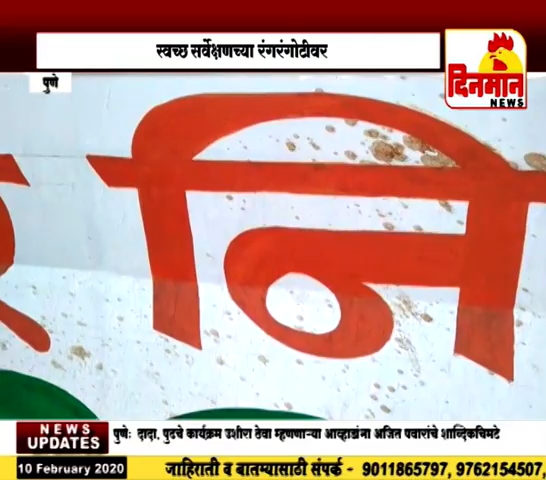 स्वच्छ सर्वेक्षणच्या रंगरंगोटीवर
दिनमान
NEWS
पुणे
नि
NEWS
UPDATES
पुणेः दादा, पुढचे कार्यक्रम उशीरा ठेवा म्हणणाऱ्या आव्हाडांना अजित पवारांचे शाब्दिकचिमटे
10 February 2020
जाहिराती व बातम्यासाठी संपर्क - 9011865797, 9762154507,